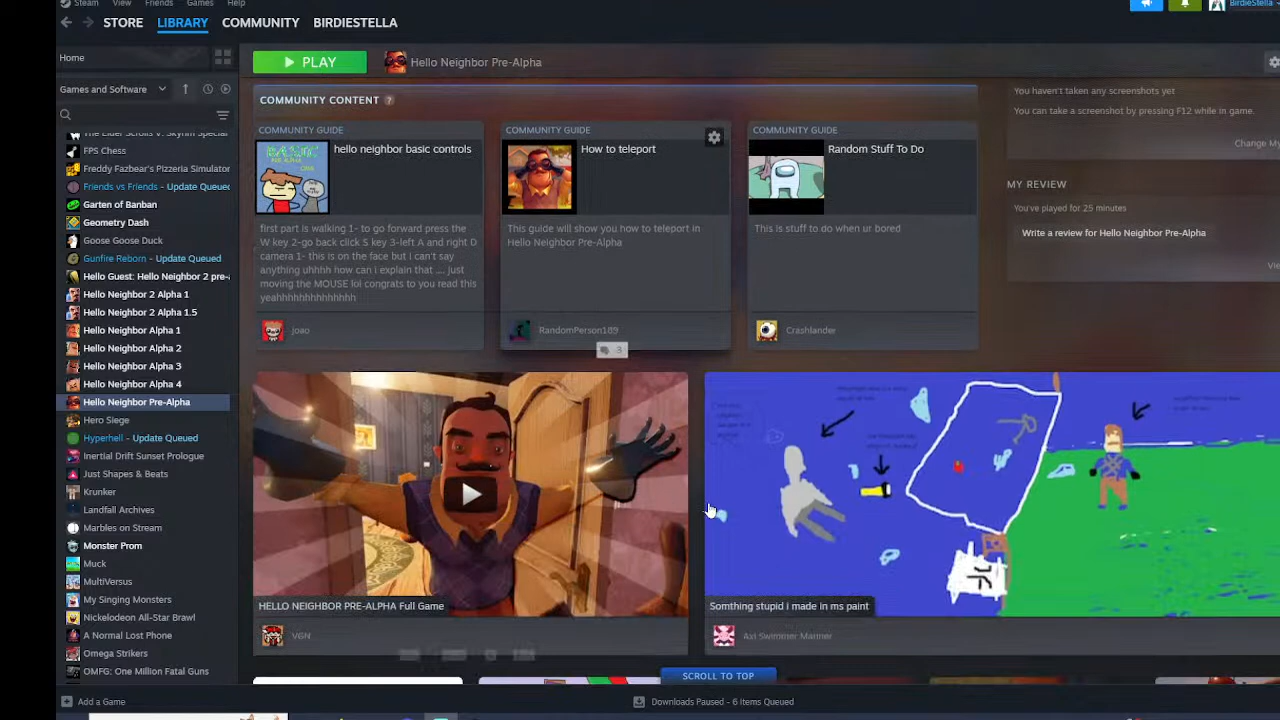 Steam View Friends Games Help
BirdieStella
STORE LIBRARY COMMUNITY BIRDIESTELLA
Home
PLAY
Hello Neighbor Pre-Alpha
Games and Software
The Elder Scrolls V: Skyrim Special
FPS Chess
Freddy Fazbear's Pizzeria Simulator
Friends vs Friends - Update Queued
Garten of Banban
Geometry Dash
Goose Goose Duck
Gunfire Reborn - Update Queued
Hello Guest: Hello Neighbor 2 pre-
Hello Neighbor 2 Alpha 1
Hello Neighbor 2 Alpha 1.5
Hello Neighbor Alpha 1
Hello Neighbor Alpha 2
Hello Neighbor Alpha 3
Hello Neighbor Alpha 4
Hello Neighbor Pre-Alpha
Hero Siege
Hyperhell - Update Queued
Inertial Drift Sunset Prologue
Just Shapes & Beats
Krunker
Landfall Archives
Marbles on Stream
Monster Prom
Muck
MultiVersus
My Singing Monsters
Nickelodeon All-Star Brawl
A Normal Lost Phone
Omega Strikers
OMFG: One Million Fatal Guns
COMMUNITY CONTENT ?
COMMUNITY GUIDE
hello neighbor basic controls
first part is walking 1- to go forward press the
W key 2-go back click S key 3-left A and right D
camera 1- this is on the face but i can't say
anything uhhhh how can i explain that .... just
moving the MOUSE lol congrats to you read this
yeahhhhhhhhhhhhh
Joao
COMMUNITY GUIDE
How to teleport
This guide will show you how to teleport in
Hello Neighbor Pre-Alpha
RandomPerson189
3
COMMUNITY GUIDE
Random Stuff To Do
This is stuff to do when ur bored
Crashlander
You haven't taken any screenshots yet
You can take a screenshot by pressing F12 while in game.
Change My
MY REVIEW
You've played for 25 minutes
Write a review for Hello Neighbor Pre-Alpha
HELLO NEIGHBOR PRE-ALPHA Full Game
VGN
Somthing stupid i made in ms paint
SCROLL TO TOP
Add a Game
Downloads Paused - 6 Items Queued